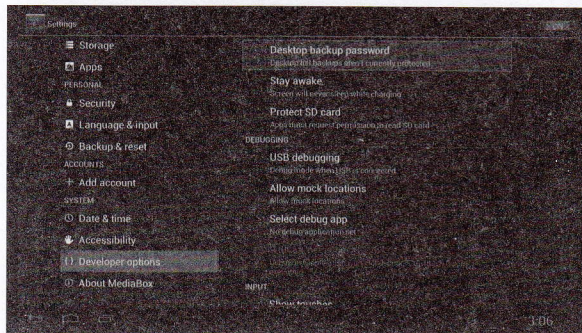 Settings
ON
Storage
Apps
PERSONAL
Security
Language & input
Backup & reset
ACCOUNTS
+ Add account
SYSTEM
Date & time
Accessibility
{ } Developer options
About MediaBox
Desktop backup password
Desktop full backups aren't currently protected
Stay awake
Screen will never sleep while charging
Protect SD card
Apps must request permission to read SD card
DEBUGGING
USB debugging
Debug mode when USB is connected
Allow mock locations
Allow mock locations
Select debug app
No debug application set
INPUT
Show touches
3:06